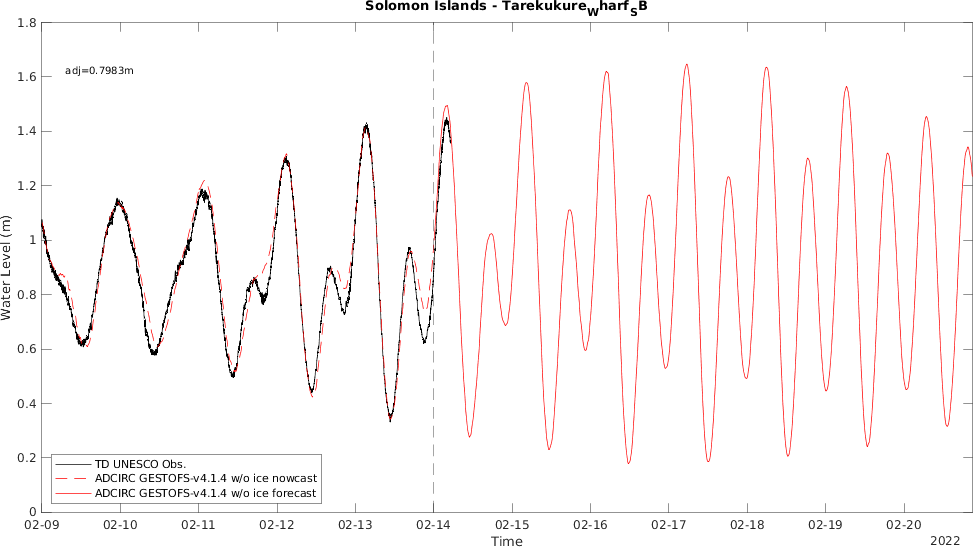 Solomon Islands - Tarekukure_Wharf_SB
1.8
1.6
1.4
1.2
1
0.8
0.6
0.4
0.2
0
Water Level (m)
adj=0.7983m
TD UNESCO Obs.
ADCIRC GESTOFS-v4.1.4 w/o ice nowcast
ADCIRC GESTOFS-v4.1.4 w/o ice forecast
02-09 02-10 02-11 02-12 02-13 02-14 02-15 02-16 02-17 02-18 02-19 02-20
Time
2022